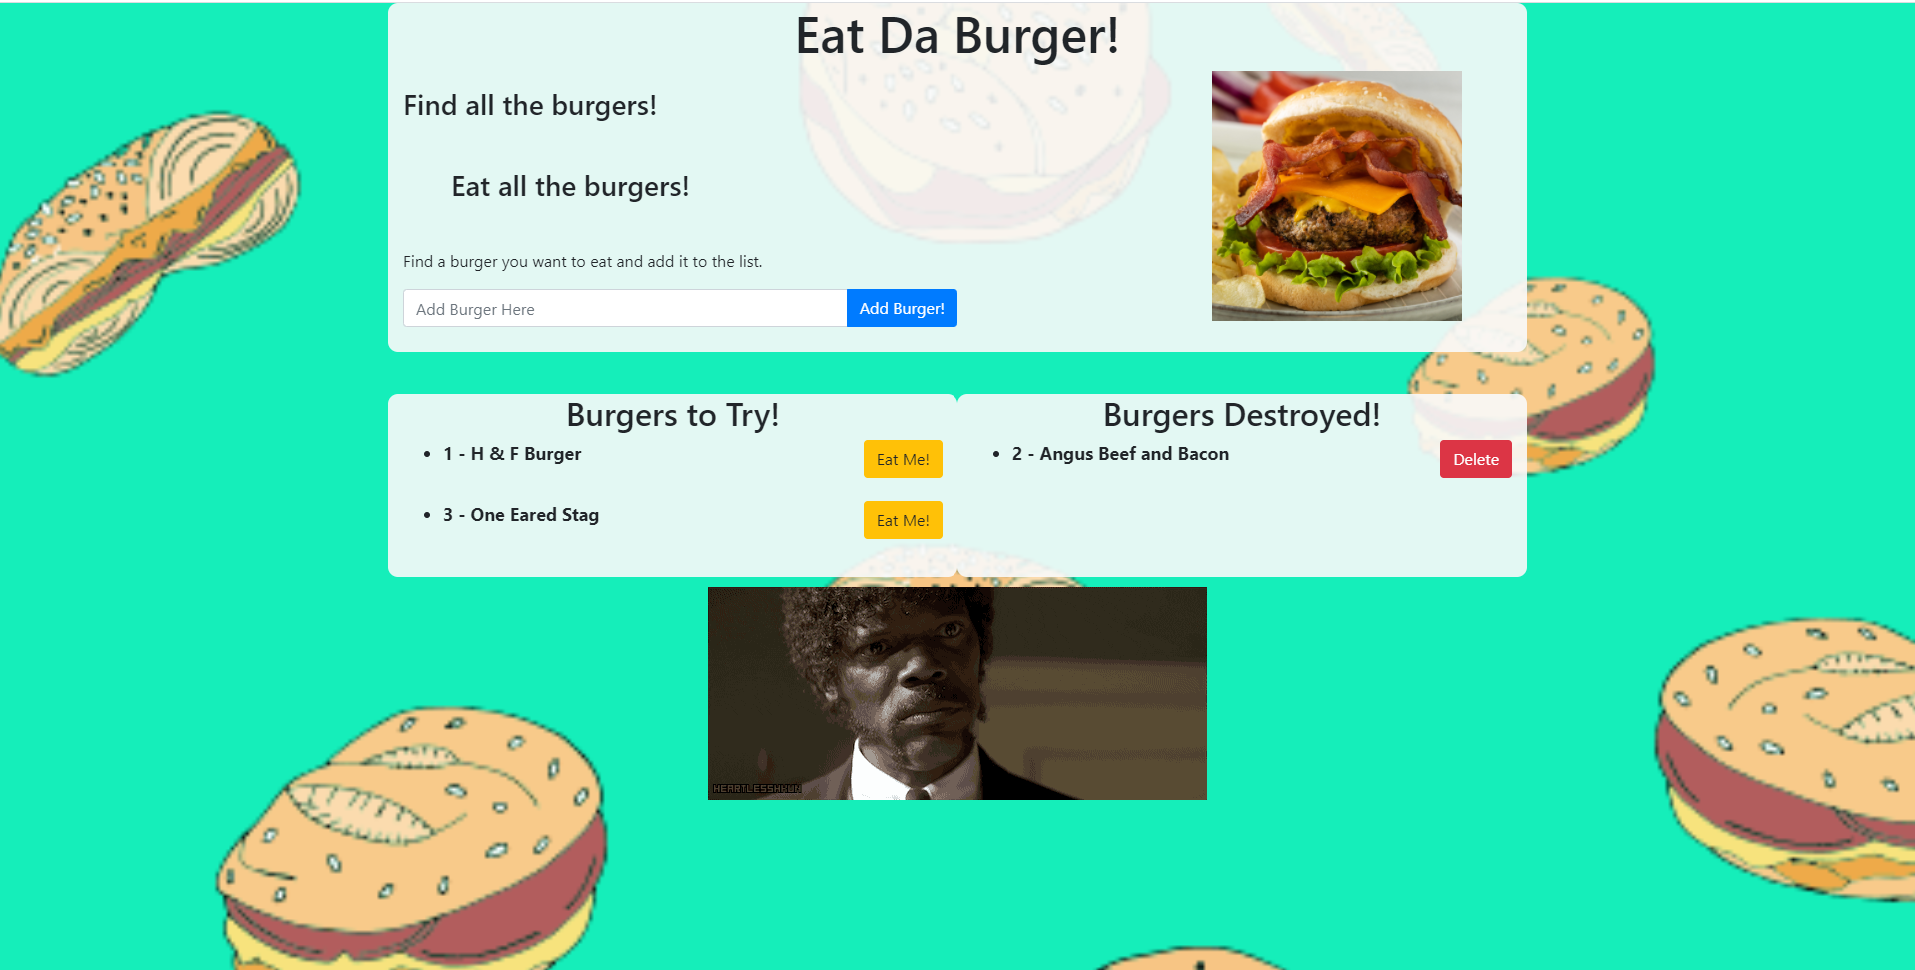 Eat Da Burger!
Find all the burgers!
Eat all the burgers!
Find a burger you want to eat and add it to the list.
Add Burger Here
Add Burger!
Burgers to Try!
1 - H & F Burger
Eat Me!
3 - One Eared Stag
Eat Me!
Burgers Destroyed!
2 - Angus Beef and Bacon
Delete